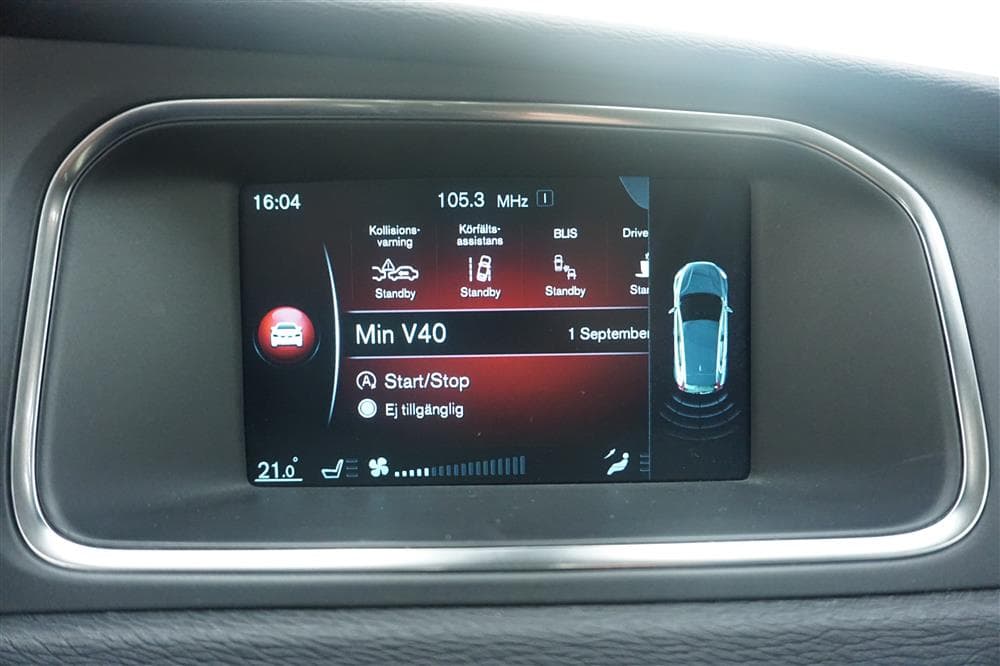 16:04 105.3 MHz I
Kollisions-
varning
Körfälts-
assistans
BLIS
Drive
Standby Standby Standby Stan
Min V40 1 September
A Start/Stop
Ej tillgänglig
21.0°